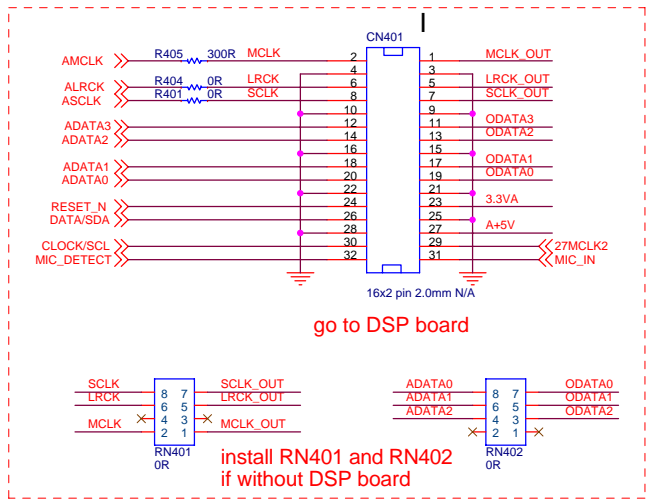 CN401
AMCLK R405 300R MCLK 2 1 MCLK_OUT
4 3
ALRCK R404 0R LRCK 6 5 LRCK_OUT
ASCLK R401 0R SCLK 8 7 SCLK_OUT
10 9
ADATA3 12 11 ODATA3
ADATA2 14 13 ODATA2
16 15
ADATA1 18 17 ODATA1
ADATA0 20 19 ODATA0
22 21
RESET_N 24 23 3.3VA
DATA/SDA 26 25
28 27 A+5V
CLOCK/SCL 30 29 27MCLK2
MIC_DETECT 32 31 MIC_IN
16x2 pin 2.0mm N/A
go to DSP board
SCLK 8 7 SCLK_OUT
LRCK 6 5 LRCK_OUT
4 3
MCLK 2 1 MCLK_OUT
RN401
0R
ADATA0 8 7 ODATA0
ADATA1 6 5 ODATA1
ADATA2 4 3 ODATA2
2 1
RN402
0R
install RN401 and RN402
if without DSP board